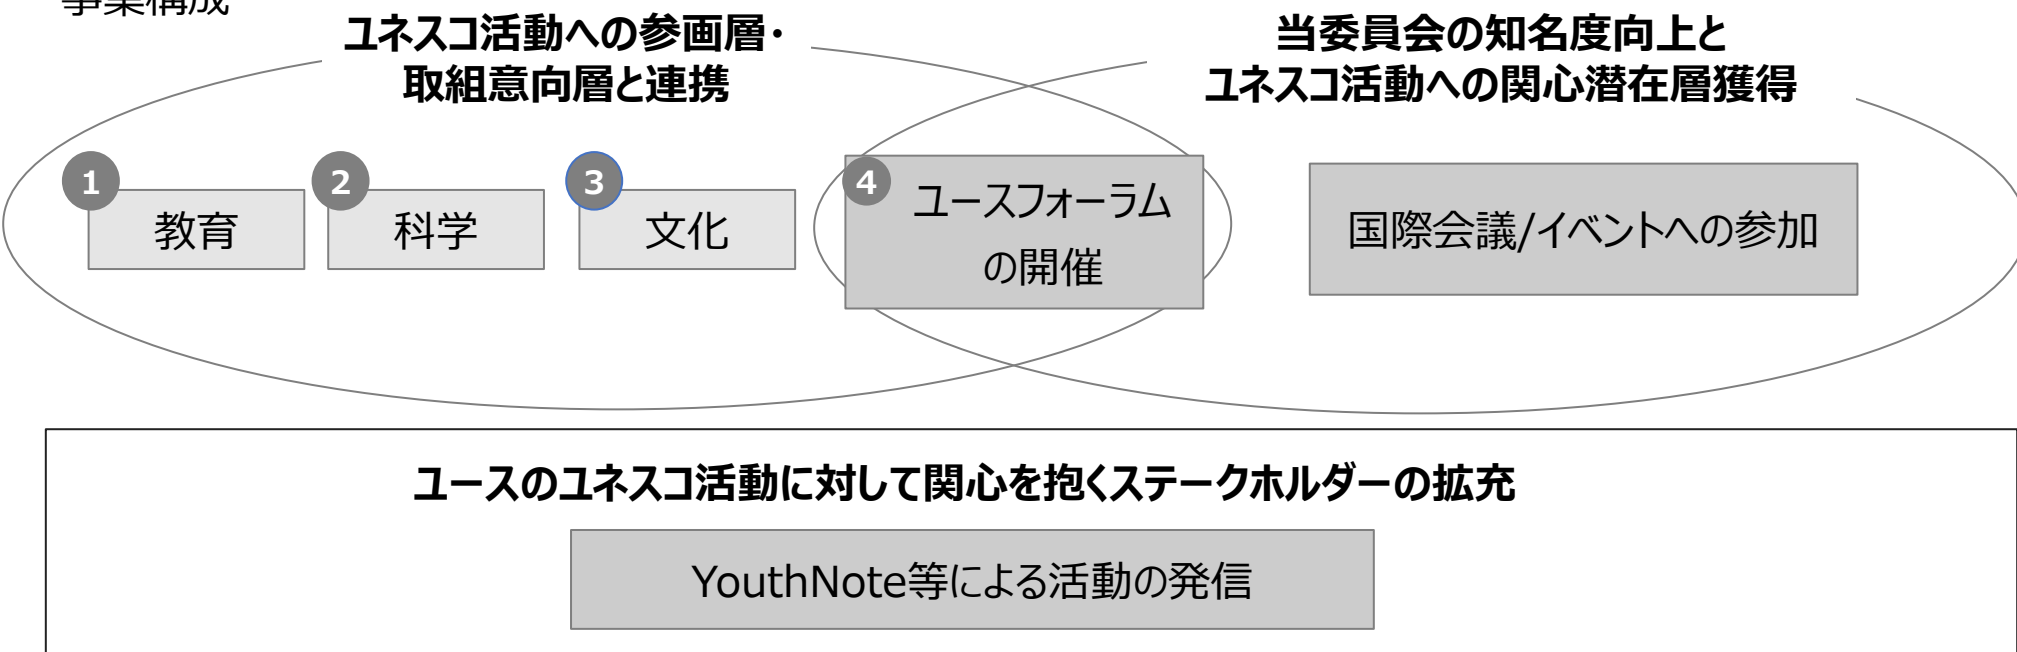 事業構成
ユネスコ活動への参画層・
取組意向層と連携
当委員会の知名度向上と
ユネスコ活動への関心潜在層獲得
1
教育
2
科学
3
文化
4
ユースフォーラム
の開催
国際会議/イベントへの参加
ユースのユネスコ活動に対して関心を抱くステークホルダーの拡充
YouthNote等による活動の発信